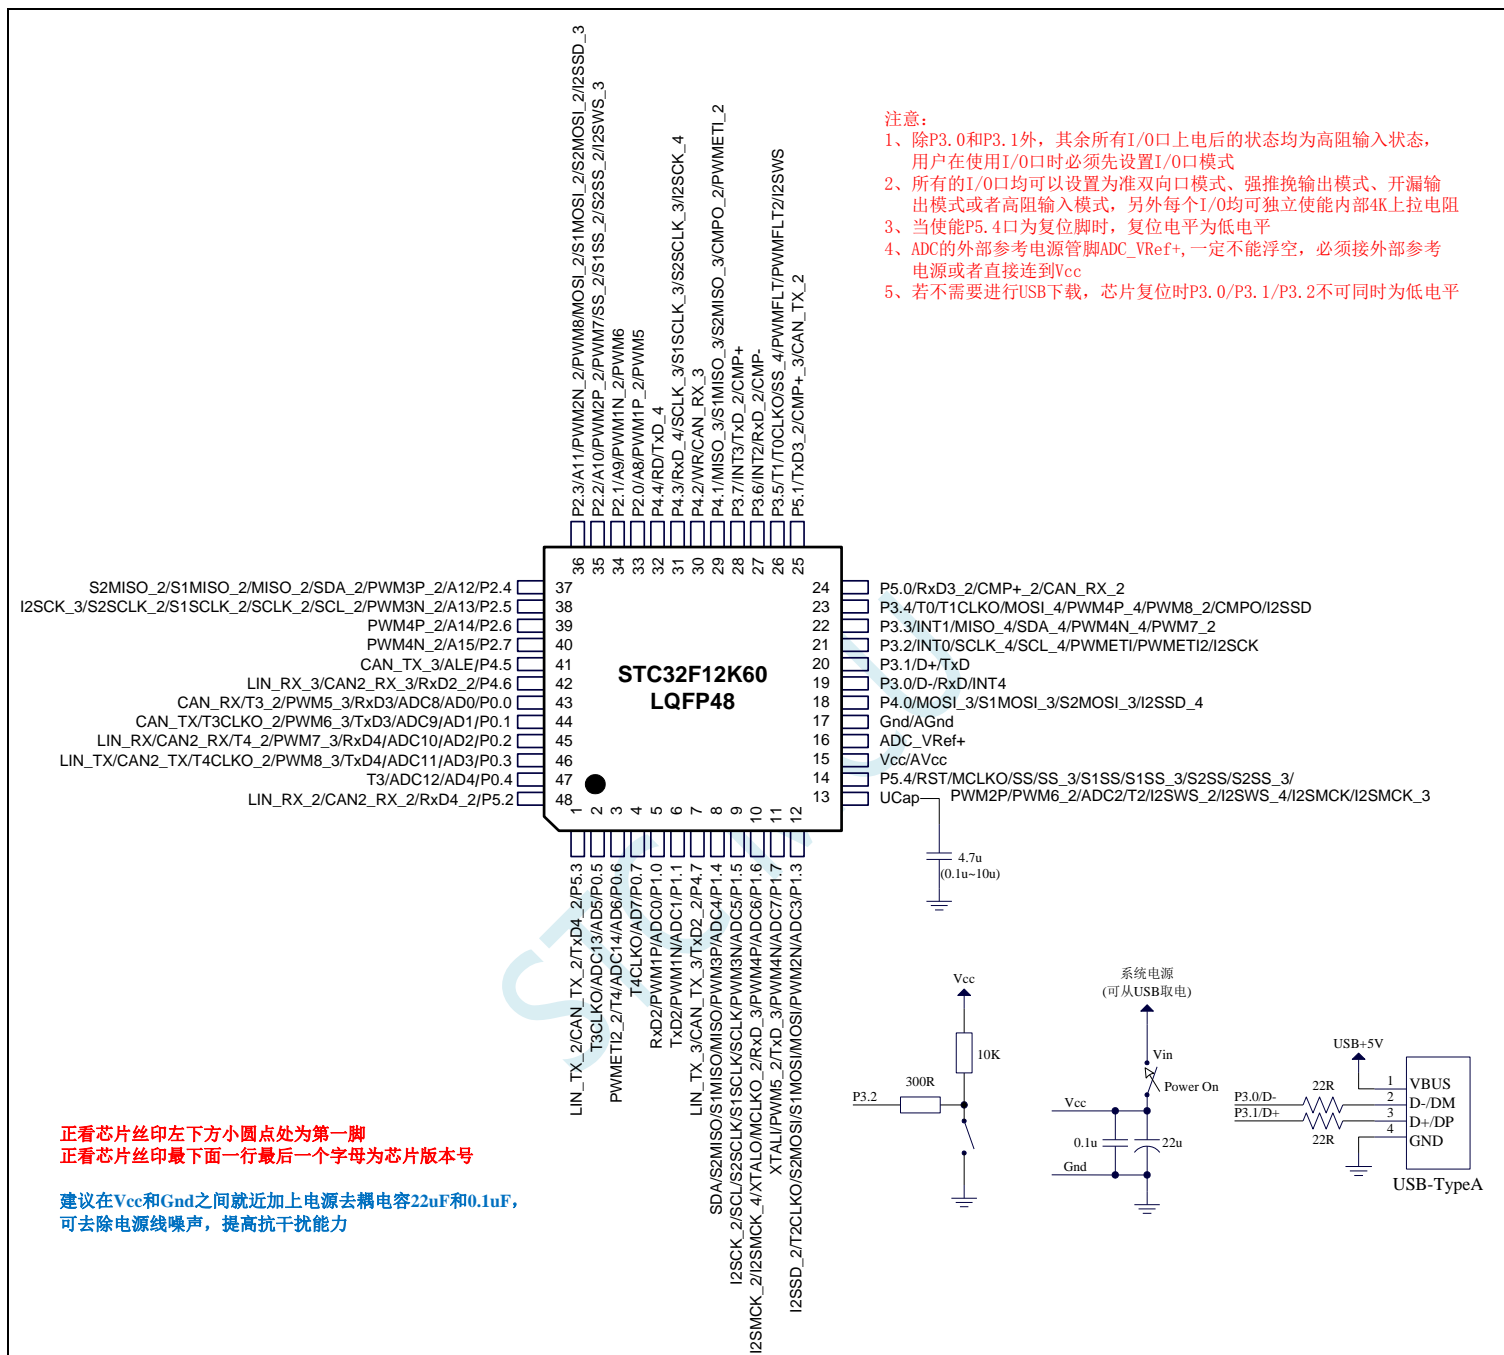 P2.3/A11/PWM2N_2/PWM8/MOSI_2/S1MOSI_2/S2MOSI_2/I2SSD_3
P2.2/A10/PWM2P_2/PWM7/SS_2/S1SS_2/S2SS_2/I2SWS_3
P2.1/A9/PWM1N_2/PWM6
P2.0/A8/PWM1P_2/PWM5
P4.4/RD/TxD_4
P4.3/RxD_4/SCLK_3/S1SCLK_3/S2SCLK_3/I2SCK_4
P4.2/WR/CAN_RX_3
P4.1/MISO_3/S1MISO_3/S2MISO_3/CMPO_2/PWMETI_2
P3.7/INT3/TxD_2/CMP+
P3.6/INT2/RxD_2/CMP-
P3.5/T1/T0CLKO/SS_4/PWMFLT/PWMFLT2/I2SWS
P5.1/TxD3_2/CMP+_3/CAN_TX_2
注意：
1、除P3.0和P3.1外，其余所有I/O口上电后的状态均为高阻输入状态，
用户在使用I/O口时必须先设置I/O口模式
2、所有的I/O口均可以设置为准双向口模式、强推挽输出模式、开漏输
出模式或者高阻输入模式，另外每个I/O均可独立使能内部4K上拉电阻
3、当使能P5.4口为复位脚时，复位电平为低电平
4、ADC的外部参考电源管脚ADC_VRef+,一定不能浮空，必须接外部参考
电源或者直接连到Vcc
5、若不需要进行USB下载，芯片复位时P3.0/P3.1/P3.2不可同时为低电平
36 35 34 33 32 31 30 29 28 27 26 25
S2MISO_2/S1MISO_2/MISO_2/SDA_2/PWM3P_2/A12/P2.4 37
I2SCK_3/S2SCLK_2/S1SCLK_2/SCLK_2/SCL_2/PWM3N_2/A13/P2.5 38
PWM4P_2/A14/P2.6 39
PWM4N_2/A15/P2.7 40
CAN_TX_3/ALE/P4.5 41
LIN_RX_3/CAN2_RX_3/RxD2_2/P4.6 42
CAN_RX/T3_2/PWM5_3/RxD3/ADC8/AD0/P0.0 43
CAN_TX/T3CLKO_2/PWM6_3/TxD3/ADC9/AD1/P0.1 44
LIN_RX/CAN2_RX/T4_2/PWM7_3/RxD4/ADC10/AD2/P0.2 45
LIN_TX/CAN2_TX/T4CLKO_2/PWM8_3/TxD4/ADC11/AD3/P0.3 46
T3/ADC12/AD4/P0.4 47
LIN_RX_2/CAN2_RX_2/RxD4_2/P5.2 48
STC32F12K60
LQFP48
24 P5.0/RxD3_2/CMP+_2/CAN_RX_2
23 P3.4/T0/T1CLKO/MOSI_4/PWM4P_4/PWM8_2/CMPO/I2SSD
22 P3.3/INT1/MISO_4/SDA_4/PWM4N_4/PWM7_2
21 P3.2/INT0/SCLK_4/SCL_4/PWMETI/PWMETI2/I2SCK
20 P3.1/D+/TxD
19 P3.0/D-/RxD/INT4
18 P4.0/MOSI_3/S1MOSI_3/S2MOSI_3/I2SSD_4
17 Gnd/AGnd
16 ADC_VRef+
15 Vcc/AVcc
14 P5.4/RST/MCLKO/SS/SS_3/S1SS/S1SS_3/S2SS/S2SS_3/
PWM2P/PWM6_2/ADC2/T2/I2SWS_2/I2SWS_4/I2SMCK/I2SMCK_3
13 UCap
4.7u
(0.1u~10u)
1 2 3 4 5 6 7 8 9 10 11 12
LIN_TX_2/CAN_TX_2/TxD4_2/P5.3
T3CLKO/ADC13/AD5/P0.5
PWMETI2_2/T4/ADC14/AD6/P0.6
T4CLKO/AD7/P0.7
RxD2/PWM1P/ADC0/P1.0
TxD2/PWM1N/ADC1/P1.1
LIN_TX_3/CAN_TX_3/TxD2_2/P4.7
SDA/S2MISO/S1MISO/MISO/PWM3P/ADC4/P1.4
I2SCK_2/SCL/S2SCLK/S1SCLK/SCLK/PWM3N/ADC5/P1.5
I2SMCK_2/I2SMCK_4/XTALO/MCLKO_2/RxD_3/PWM4P/ADC6/P1.6
XTALI/PWM5_2/TxD_3/PWM4N/ADC7/P1.7
I2SSD_2/T2CLKO/S2MOSI/S1MOSI/MOSI/PWM2N/ADC3/P1.3
Vcc
10K
300R
P3.2
系统电源
(可从USB取电)
Vin
Power On
Vcc
0.1u
22u
Gnd
USB+5V
P3.0/D-
P3.1/D+
22R
22R
1 VBUS
2 D-/DM
3 D+/DP
4 GND
USB-TypeA
正看芯片丝印左下方小圆点处为第一脚
正看芯片丝印最下面一行最后一个字母为芯片版本号
建议在Vcc和Gnd之间就近加上电源去耦电容22uF和0.1uF，
可去除电源线噪声，提高抗干扰能力